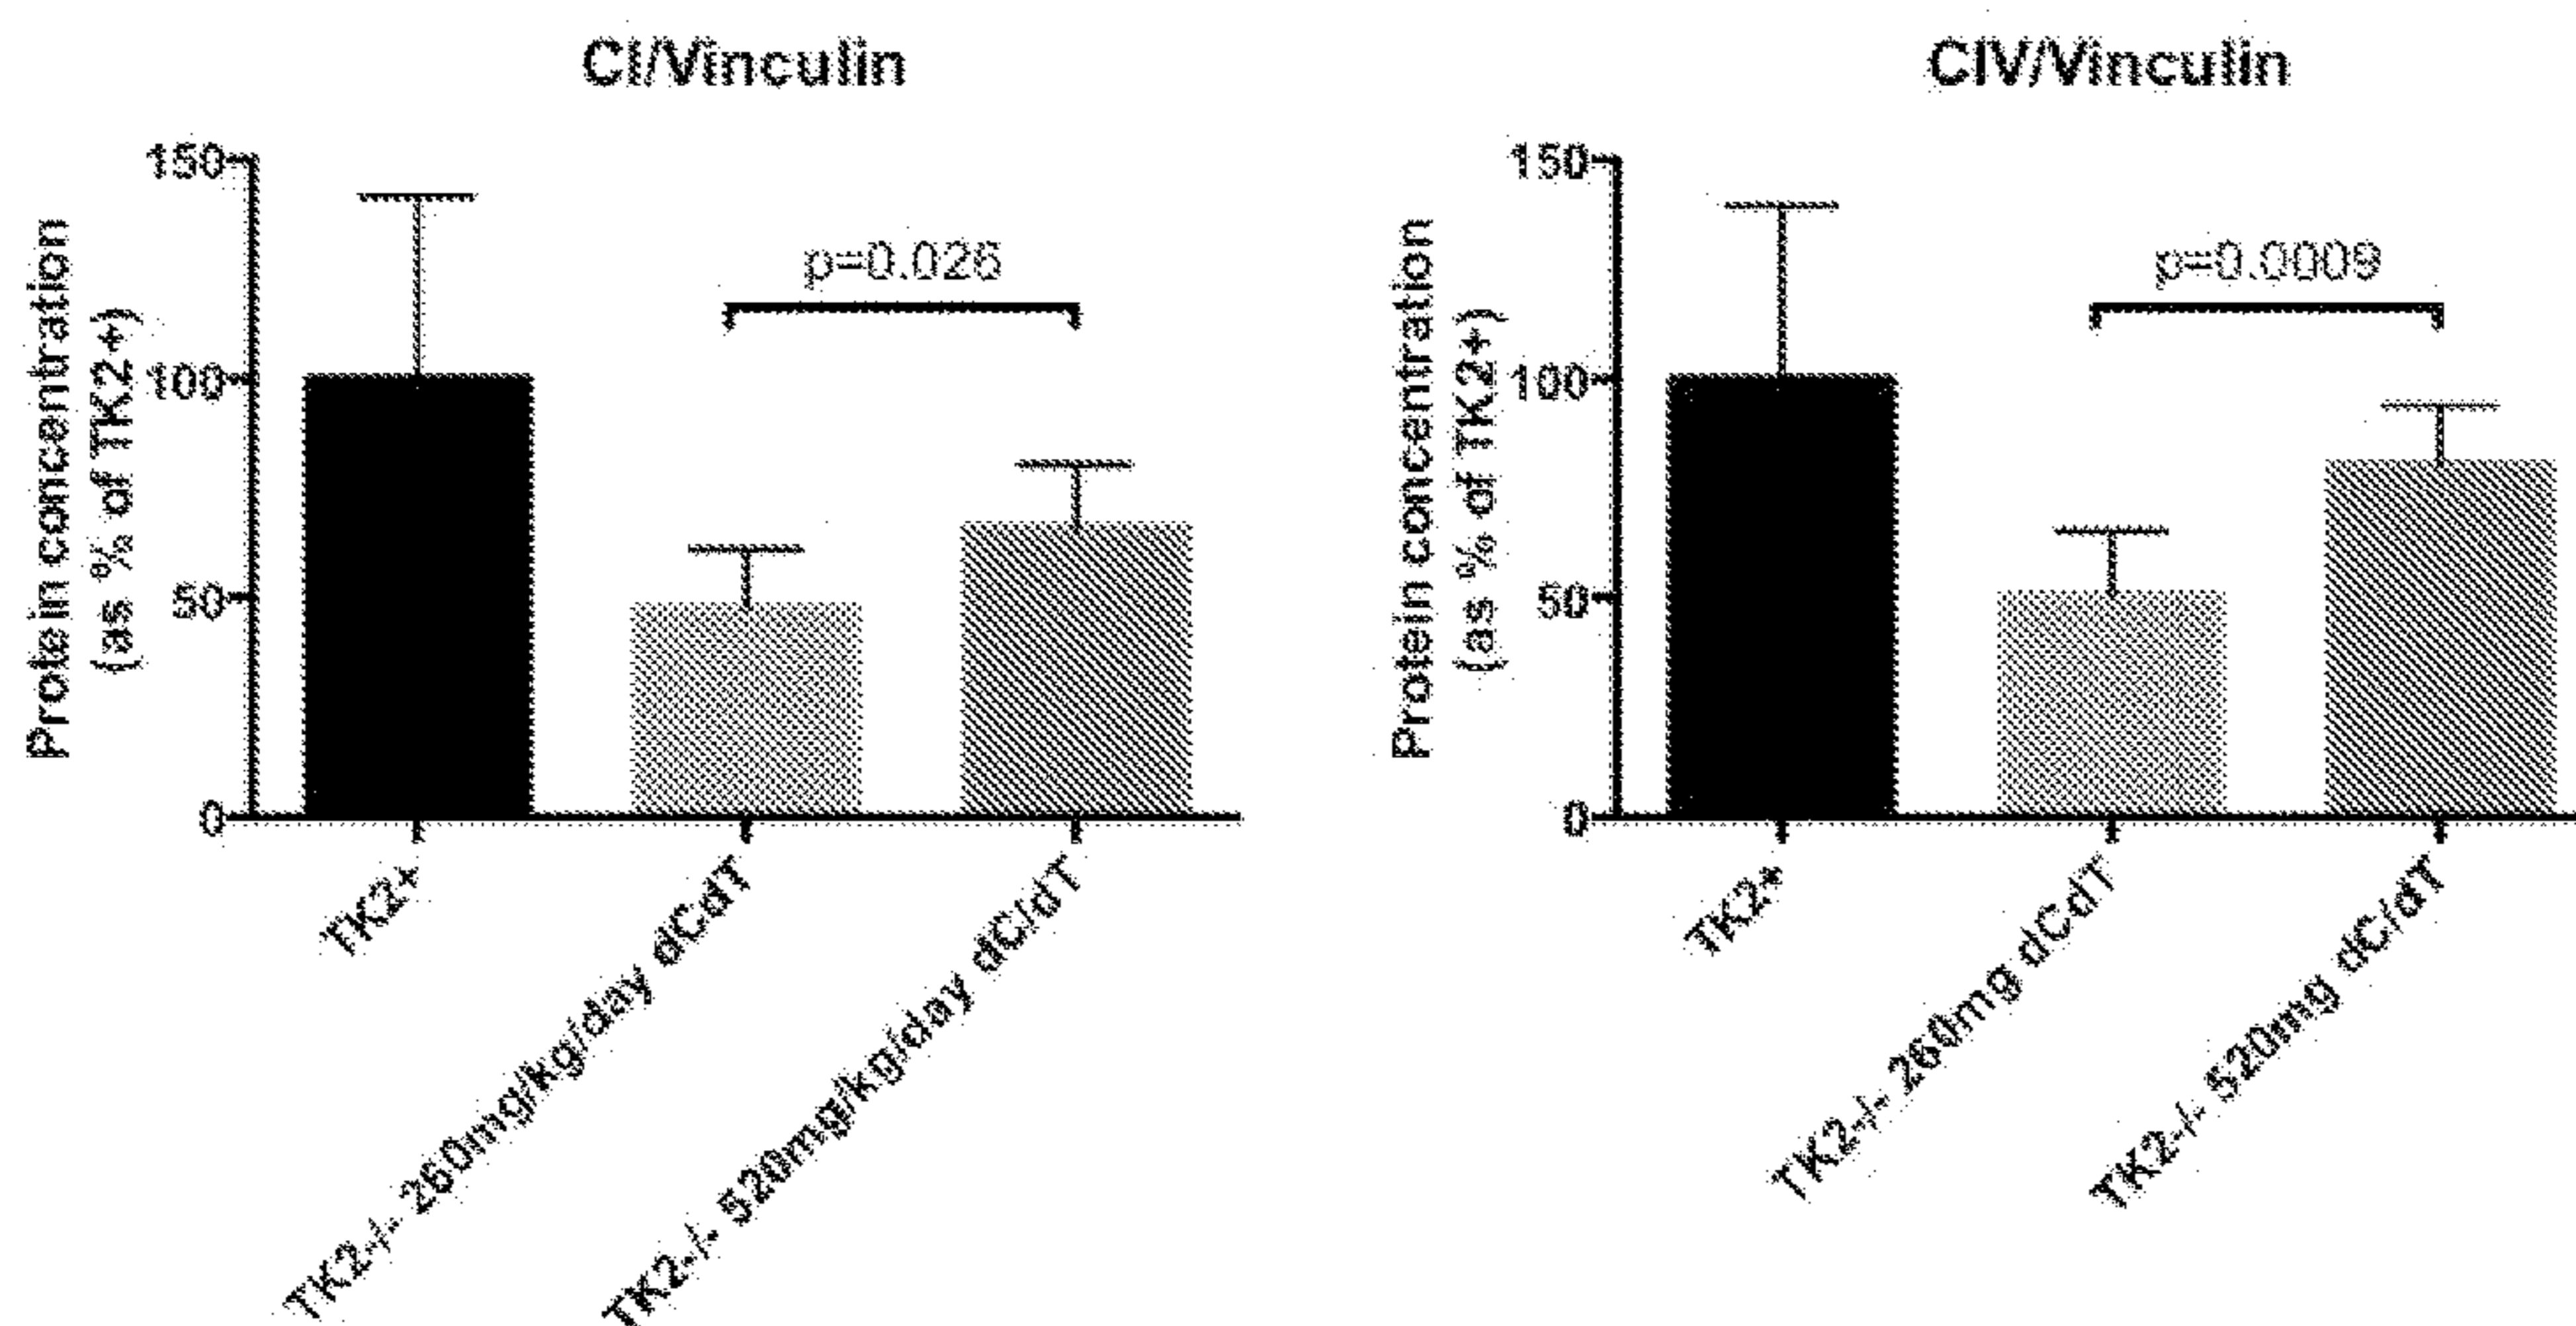 CI/Vinculin
Protein concentration
(as % of TK2+)
150
100
50
0
p=0.026
TK2+
TK2-/- 260mg/kg/day dCdT
TK2-/- 520mg/kg/day dC/dT
CIV/Vinculin
Protein concentration
(as % of TK2+)
150
100
50
0
p=0.0009
TK2+
TK2-/- 260mg dCdT
TK2-/- 520mg dC/dT